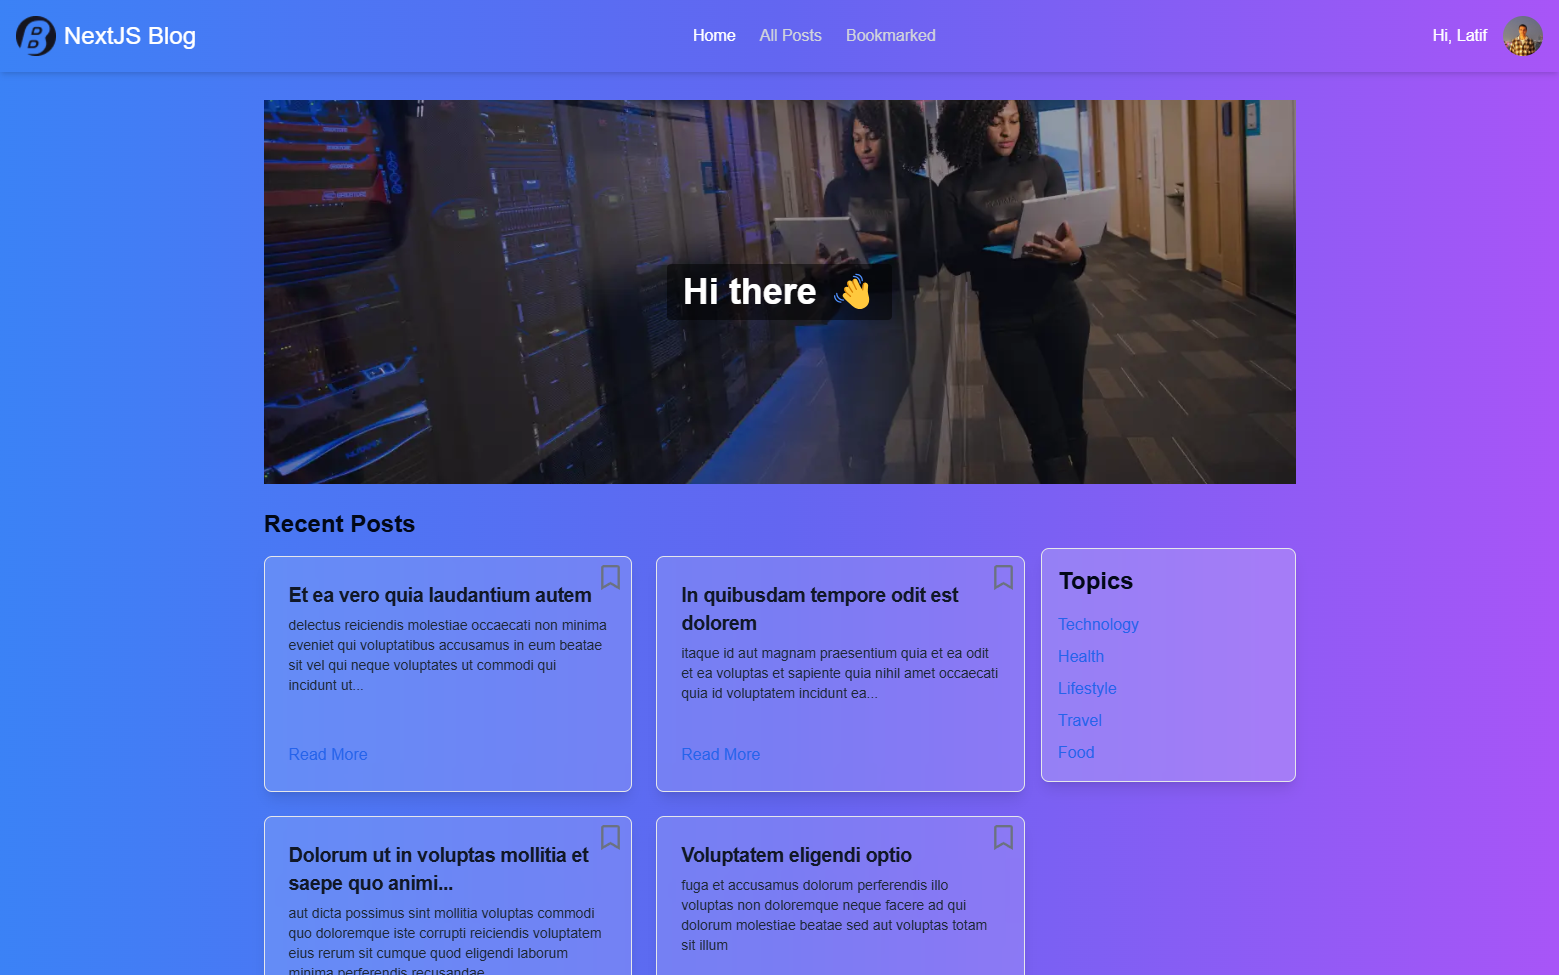 NextJS Blog
Home
All Posts
Bookmarked
Hi, Latif
Hi there 👋
Recent Posts
Et ea vero quia laudantium autem
delectus reiciendis molestiae occaecati non minima
eveniet qui voluptatibus accusamus in eum beatae
sit vel qui neque voluptates ut commodi qui
incidunt ut...
Read More
In quibusdam tempore odit est
dolorem
itaque id aut magnam praesentium quia et ea odit
et ea voluptas et sapiente quia nihil amet occaecati
quia id voluptatem incidunt ea...
Read More
Topics
Technology
Health
Lifestyle
Travel
Food
Dolorum ut in voluptas mollitia et
saepe quo animi...
aut dicta possimus sint mollitia voluptas commodi
quo doloremque iste corrupti reiciendis voluptatem
eius rerum sit cumque quod eligendi laborum
minima perferendis recusandae
Voluptatem eligendi optio
fuga et accusamus dolorum perferendis illo
voluptas non doloremque neque facere ad qui
dolorum molestiae beatae sed aut voluptas totam
sit illum